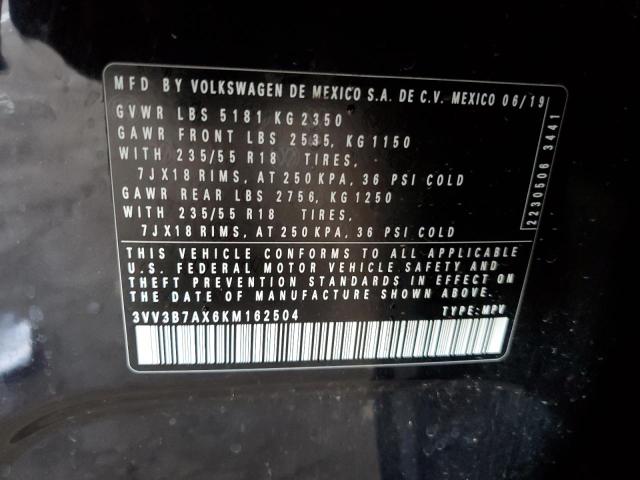 MFD BY VOLKSWAGEN DE MEXICO S.A. DE C.V. MEXICO 06/19
GVWR LBS 5181 KG 2350
GAWR FRONT LBS 2535, KG 1150
WITH 235/55 R18 TIRES,
7JX18 RIMS, AT 250 KPA, 36 PSI COLD
GAWR REAR LBS 2756, KG 1250
WITH 235/55 R18 TIRES,
7JX18 RIMS, AT 250 KPA, 36 PSI COLD
THIS VEHICLE CONFORMS TO ALL APPLICABLE
U.S. FEDERAL MOTOR VEHICLE SAFETY AND
THEFT PREVENTION STANDARDS IN EFFECT ON
THE DATE OF MANUFACTURE SHOWN ABOVE.
3VV3B7AX6KM162504 TYPE: MPV
2230506 3441